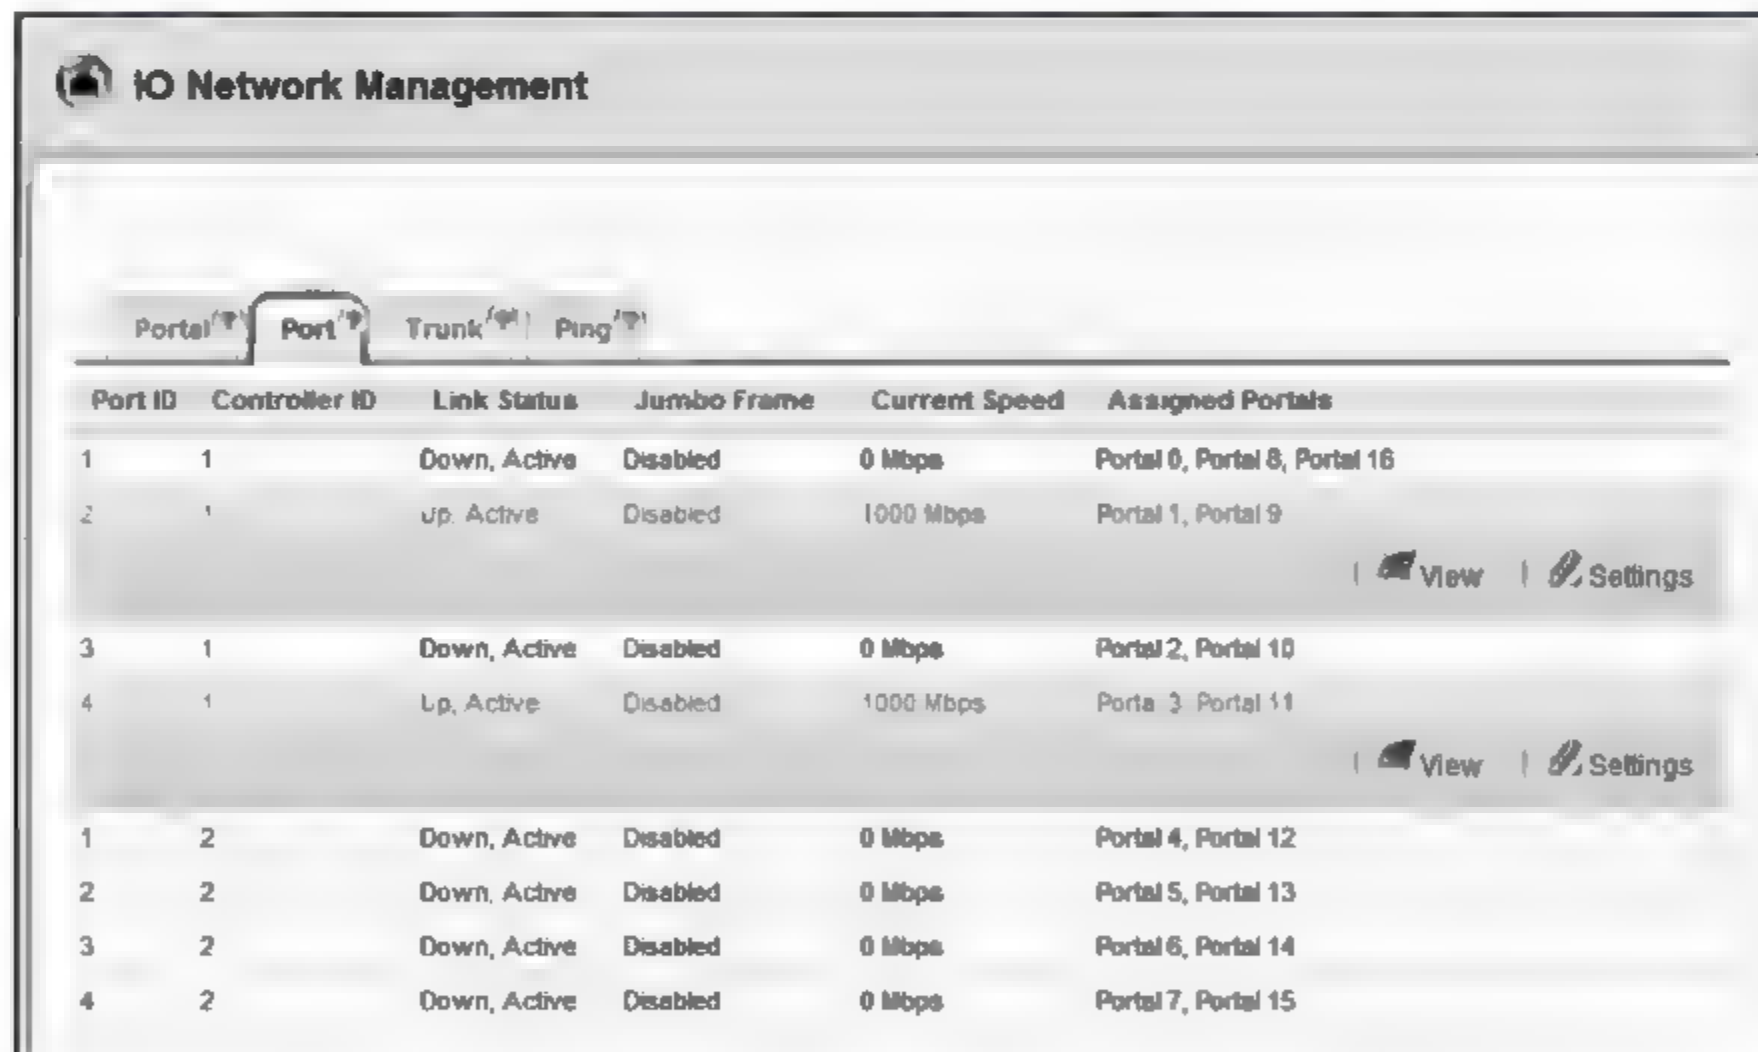 IO Network Management
Portal Port Trunk Ping
Port ID Controller ID Link Status Jumbo Frame Current Speed Assigned Portals
1 1 Down, Active Disabled 0 Mbps Portal 0, Portal 8, Portal 16
2 1 Up, Active Disabled 1000 Mbps Portal 1, Portal 9
| View | Settings
3 1 Down, Active Disabled 0 Mbps Portal 2, Portal 10
4 1 Up, Active Disabled 1000 Mbps Portal 3, Portal 11
| View | Settings
1 2 Down, Active Disabled 0 Mbps Portal 4, Portal 12
2 2 Down, Active Disabled 0 Mbps Portal 5, Portal 13
3 2 Down, Active Disabled 0 Mbps Portal 6, Portal 14
4 2 Down, Active Disabled 0 Mbps Portal 7, Portal 15